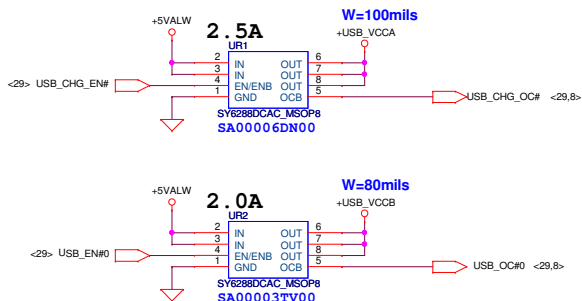 W=100mils
+5VALW 2.5A +USB_VCCA
UR1
2 IN OUT 6
3 IN OUT 7
<29> USB_CHG_EN# 4 EN/ENB OUT 8
1 GND OCB 5 USB_CHG_OC# <29,8>
SY6288DCAC_MSOP8
SA00006DN00
W=80mils
+5VALW 2.0A +USB_VCCB
UR2
2 IN OUT 6
3 IN OUT 7
<29> USB_EN#0 4 EN/ENB OUT 8
1 GND OCB 5 USB_OC#0 <29,8>
SY6288DCAC_MSOP8
SA00003TV00